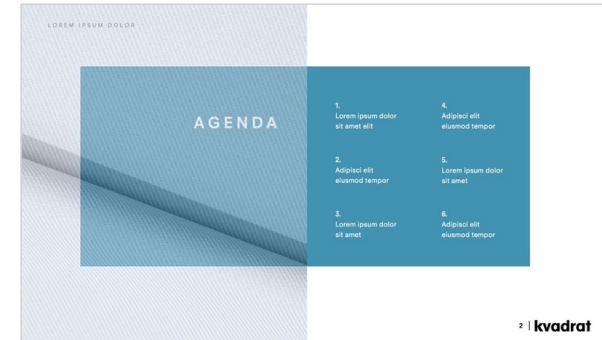 LOREM IPSUM DOLOR
AGENDA
1.
Lorem ipsum dolor
sit amet elit
2.
Adipisci elit
eiusmod tempor
3.
Lorem ipsum dolor
sit amet
4.
Adipisci elit
eiusmod tempor
5.
Lorem ipsum dolor
sit amet
6.
Adipisci elit
eiusmod tempor
2 | kvadrat